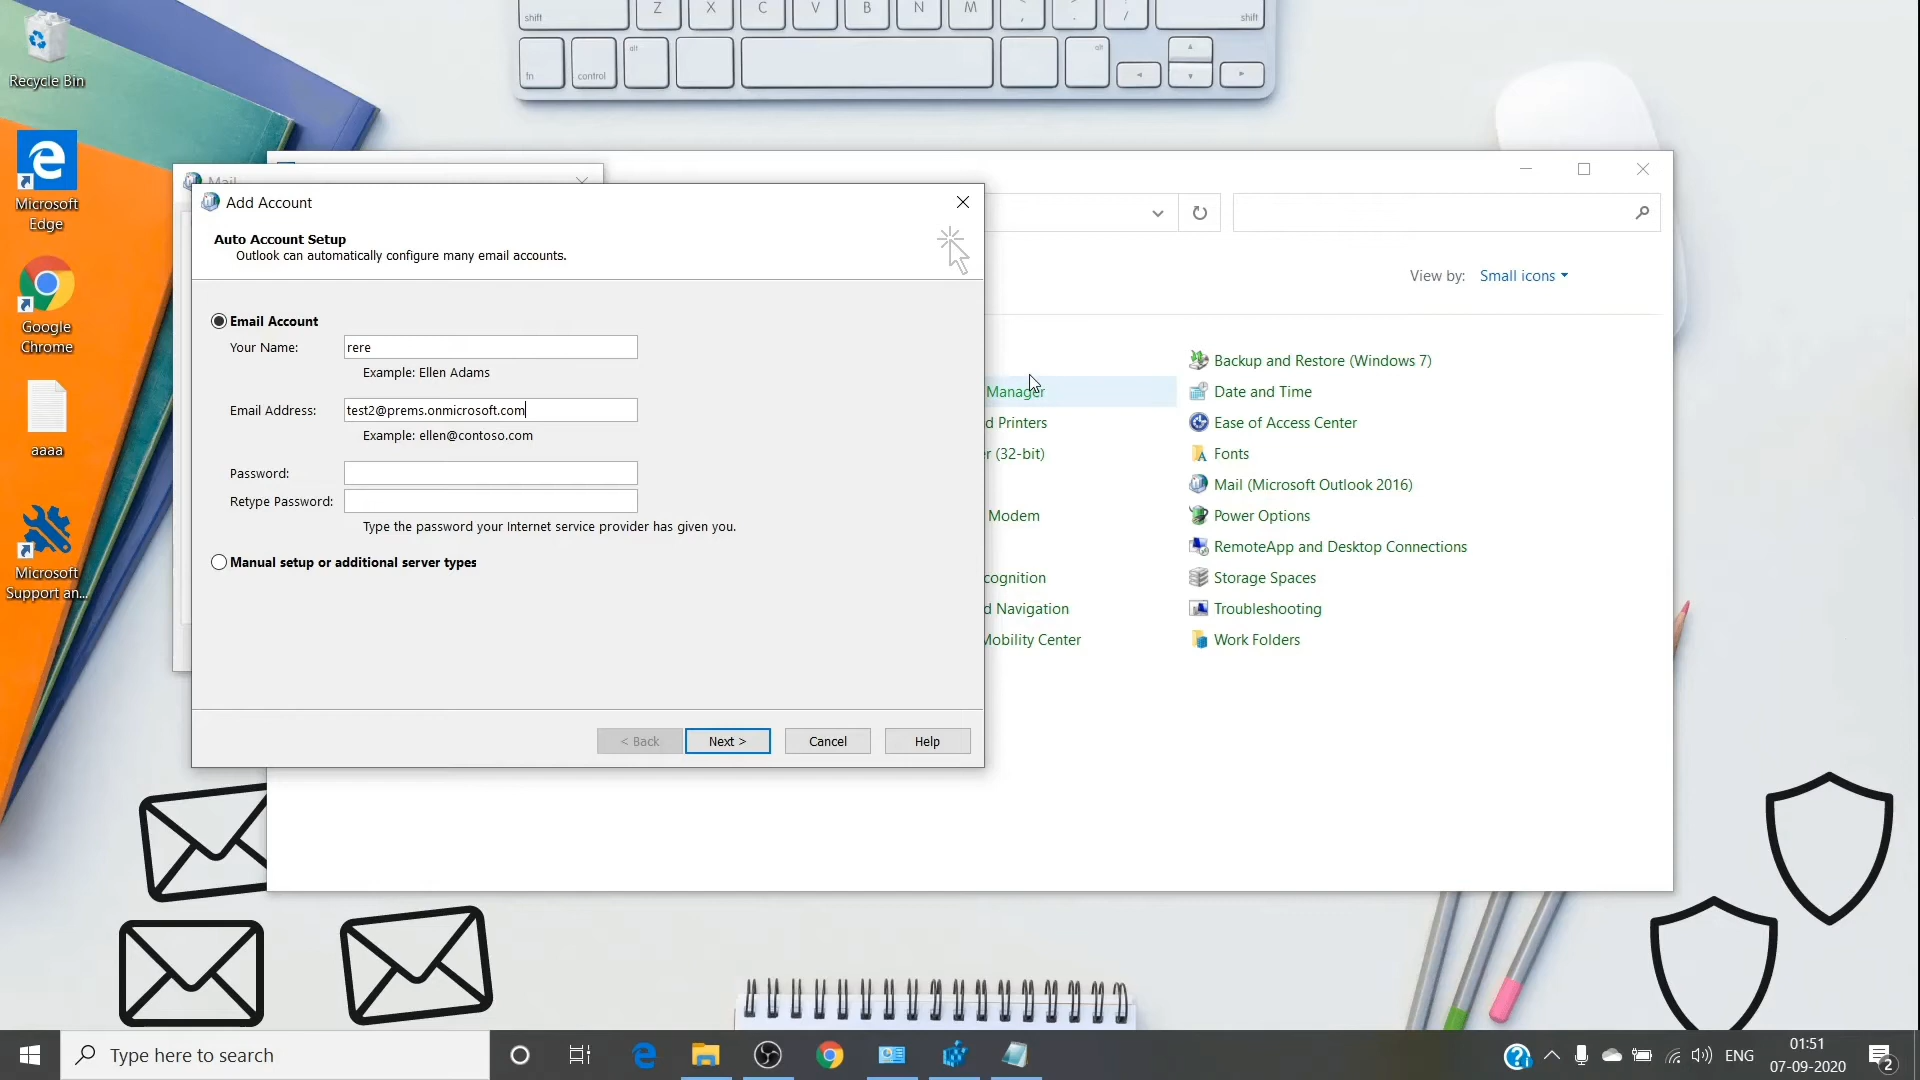 shift
Z
X
C
V
B
N
M
,
.
/
shift
fn
control
alt
alt
Recycle Bin
Microsoft
Edge
Google
Chrome
aaaa
Microsoft
Support an...
Mail
Add Account
Auto Account Setup
Outlook can automatically configure many email accounts.
Email Account
Your Name:
rere
Example: Ellen Adams
Email Address:
test2@prems.onmicrosoft.com
Example: ellen@contoso.com
Password:
Retype Password:
Type the password your Internet service provider has given you.
Manual setup or additional server types
< Back
Next >
Cancel
Help
View by:
Small icons
Manager
d Printers
r (32-bit)
Modem
cognition
d Navigation
Mobility Center
Backup and Restore (Windows 7)
Date and Time
Ease of Access Center
Fonts
Mail (Microsoft Outlook 2016)
Power Options
RemoteApp and Desktop Connections
Storage Spaces
Troubleshooting
Work Folders
Type here to search
ENG
01:51
07-09-2020
2